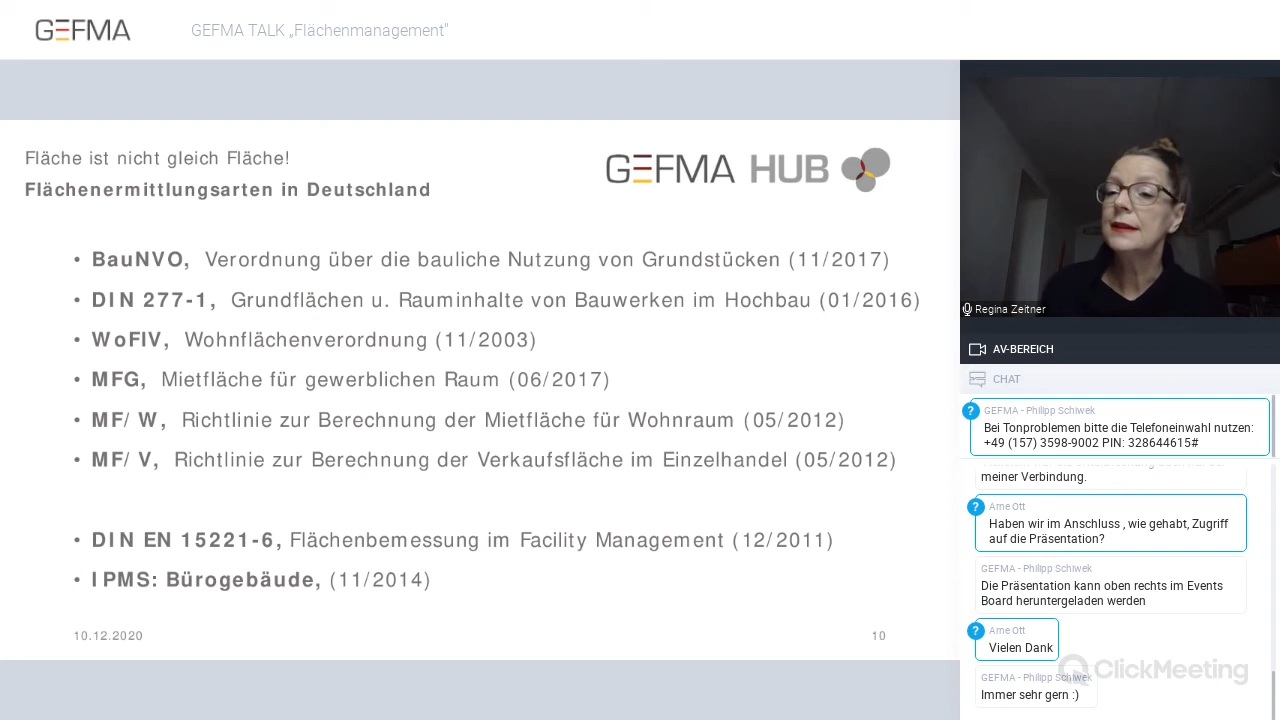 GEFMA
GEFMA TALK „Flächenmanagement"
Fläche ist nicht gleich Fläche!
Flächenermittlungsarten in Deutschland
GEFMA HUB
• BauNVO, Verordnung über die bauliche Nutzung von Grundstücken (11/2017)
• DIN 277-1, Grundflächen u. Rauminhalte von Bauwerken im Hochbau (01/2016)
• WoFlV, Wohnflächenverordnung (11/2003)
• MFG, Mietfläche für gewerblichen Raum (06/2017)
• MF/ W, Richtlinie zur Berechnung der Mietfläche für Wohnraum (05/2012)
• MF/ V, Richtlinie zur Berechnung der Verkaufsfläche im Einzelhandel (05/2012)
• DIN EN 15221-6, Flächenbemessung im Facility Management (12/2011)
• IPMS: Bürogebäude, (11/2014)
10.12.2020
10
Regina Zeitner
AV-BEREICH
CHAT
? GEFMA - Philipp Schiwek
Bei Tonproblemen bitte die Telefoneinwahl nutzen:
+49 (157) 3598-9002 PIN: 328644615#
meiner Verbindung.
? Arne Ott
Haben wir im Anschluss , wie gehabt, Zugriff
auf die Präsentation?
GEFMA - Philipp Schiwek
Die Präsentation kann oben rechts im Events
Board heruntergeladen werden
? Arne Ott
Vielen Dank
ClickMeeting
GEFMA - Philipp Schiwek
Immer sehr gern :)